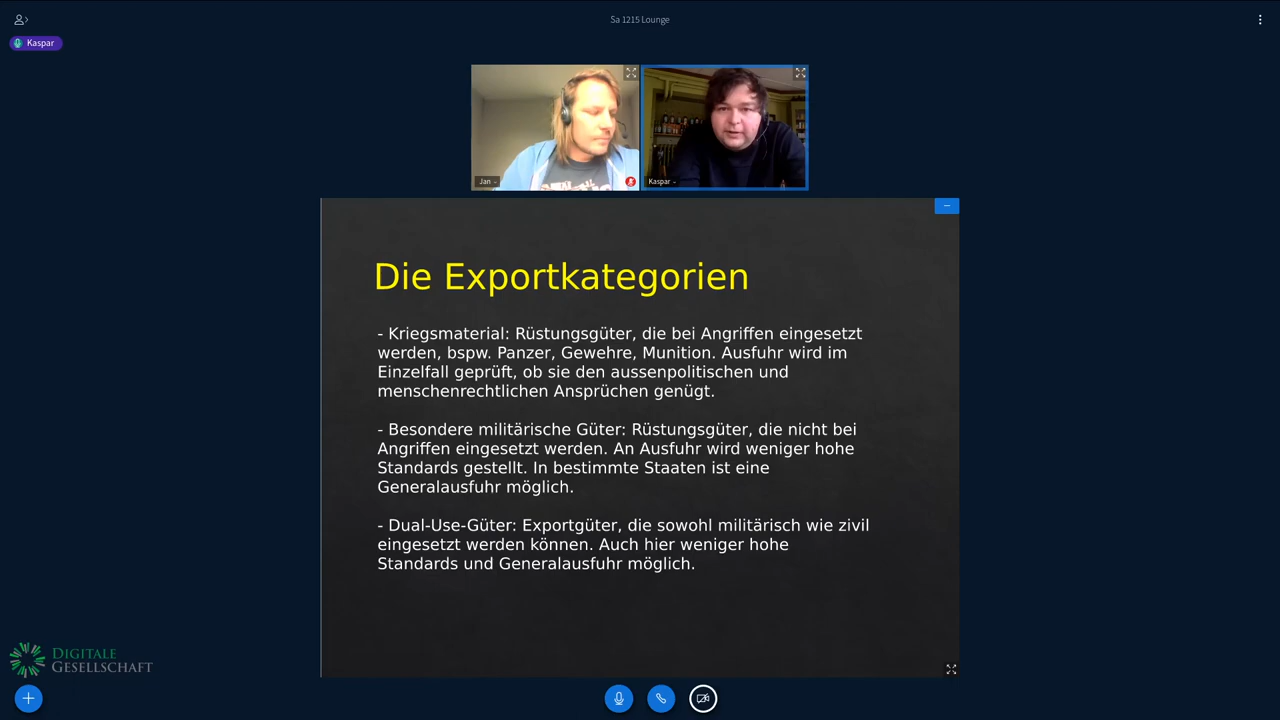 Sa 1215 Lounge
Kaspar
Jan
Kaspar
Die Exportkategorien
- Kriegsmaterial: Rüstungsgüter, die bei Angriffen eingesetzt
werden, bspw. Panzer, Gewehre, Munition. Ausfuhr wird im
Einzelfall geprüft, ob sie den aussenpolitischen und
menschenrechtlichen Ansprüchen genügt.
- Besondere militärische Güter: Rüstungsgüter, die nicht bei
Angriffen eingesetzt werden. An Ausfuhr wird weniger hohe
Standards gestellt. In bestimmte Staaten ist eine
Generalausfuhr möglich.
- Dual-Use-Güter: Exportgüter, die sowohl militärisch wie zivil
eingesetzt werden können. Auch hier weniger hohe
Standards und Generalausfuhr möglich.
DIGITALE
GESELLSCHAFT